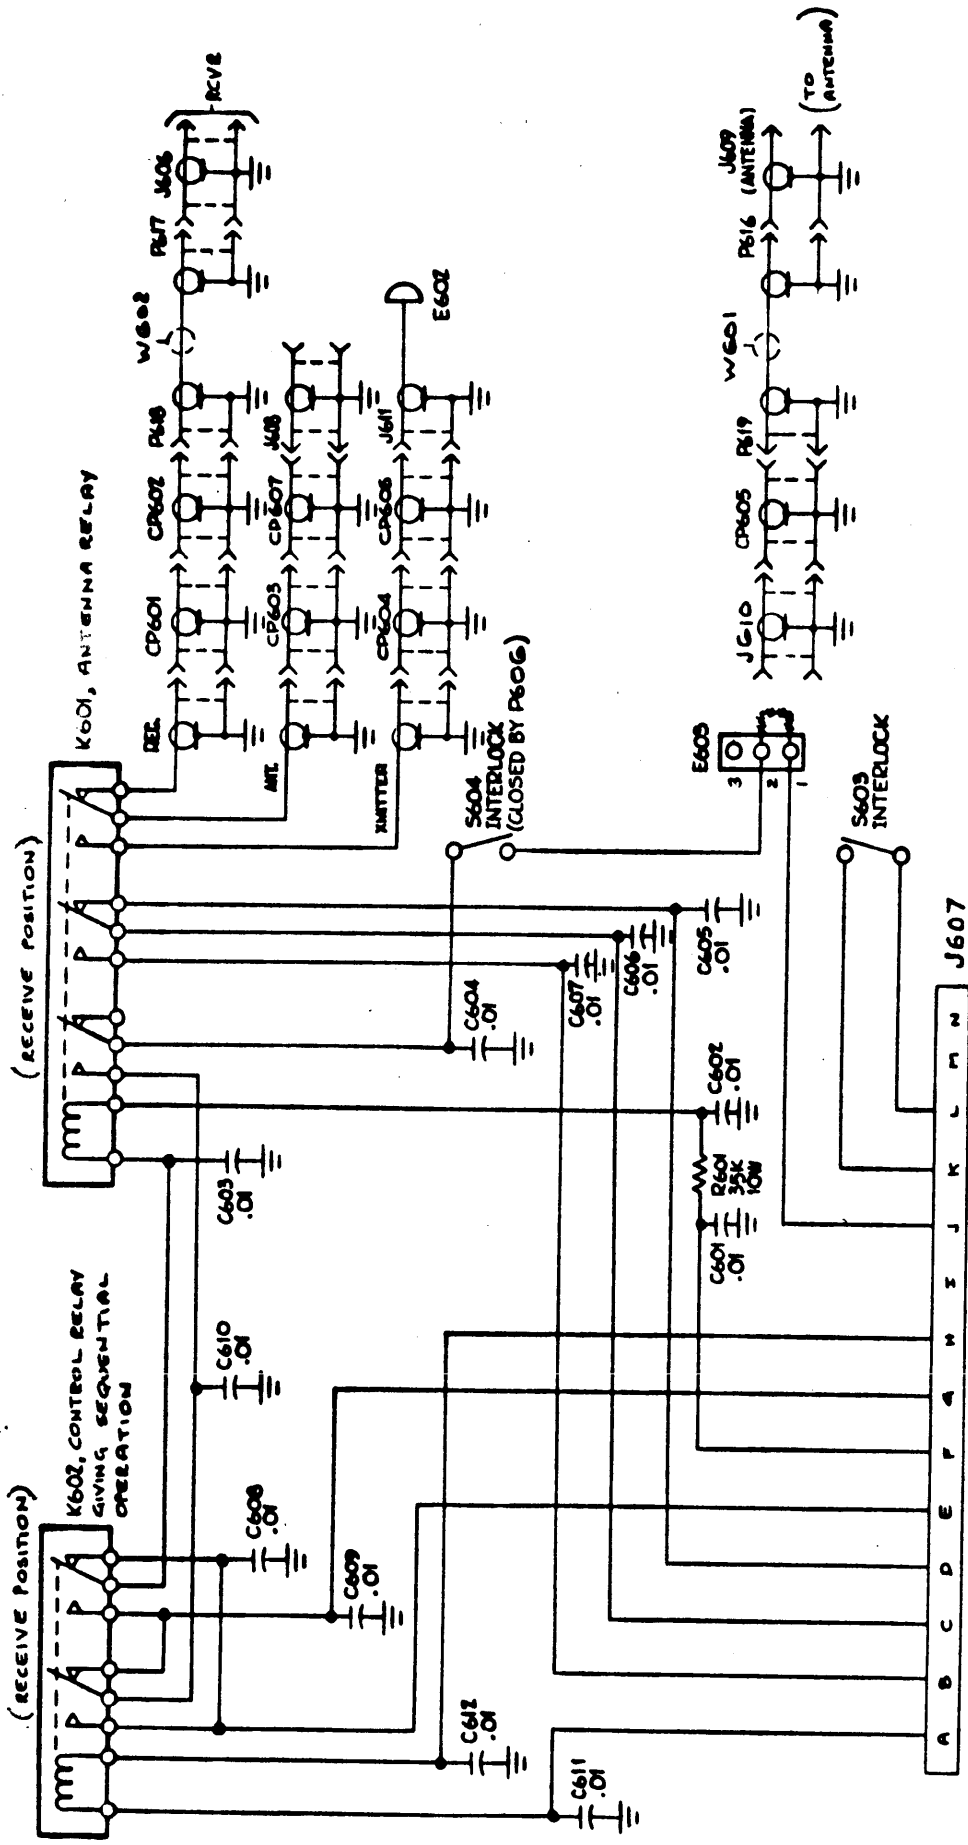 (RECEIVE POSITION)
K602, CONTROL RELAY
GIVING SEQUENTIAL
OPERATION
(RECEIVE POSITION)
K601, ANTENNA RELAY
C608
.01
C609
.01
C610
.01
C603
.01
C612
.01
C611
.01
C604
.01
C607
.01
C606
.01
C605
.01
C601
.01
R601
35K
10W
C602
.01
REC.
CP601
CP602
P618
W602
P617
J606
RCVR
ANT.
CP603
CP607
J608
XMITTER
CP604
CP606
J611
E602
S604
INTERLOCK
(CLOSED BY P606)
E603
3
2
1
J610
CP605
P619
W601
P616
J609
(ANTENNA)
(TO
ANTENNA)
S603
INTERLOCK
A
B
C
D
E
F
G
H
I
J
K
L
M
N
J607